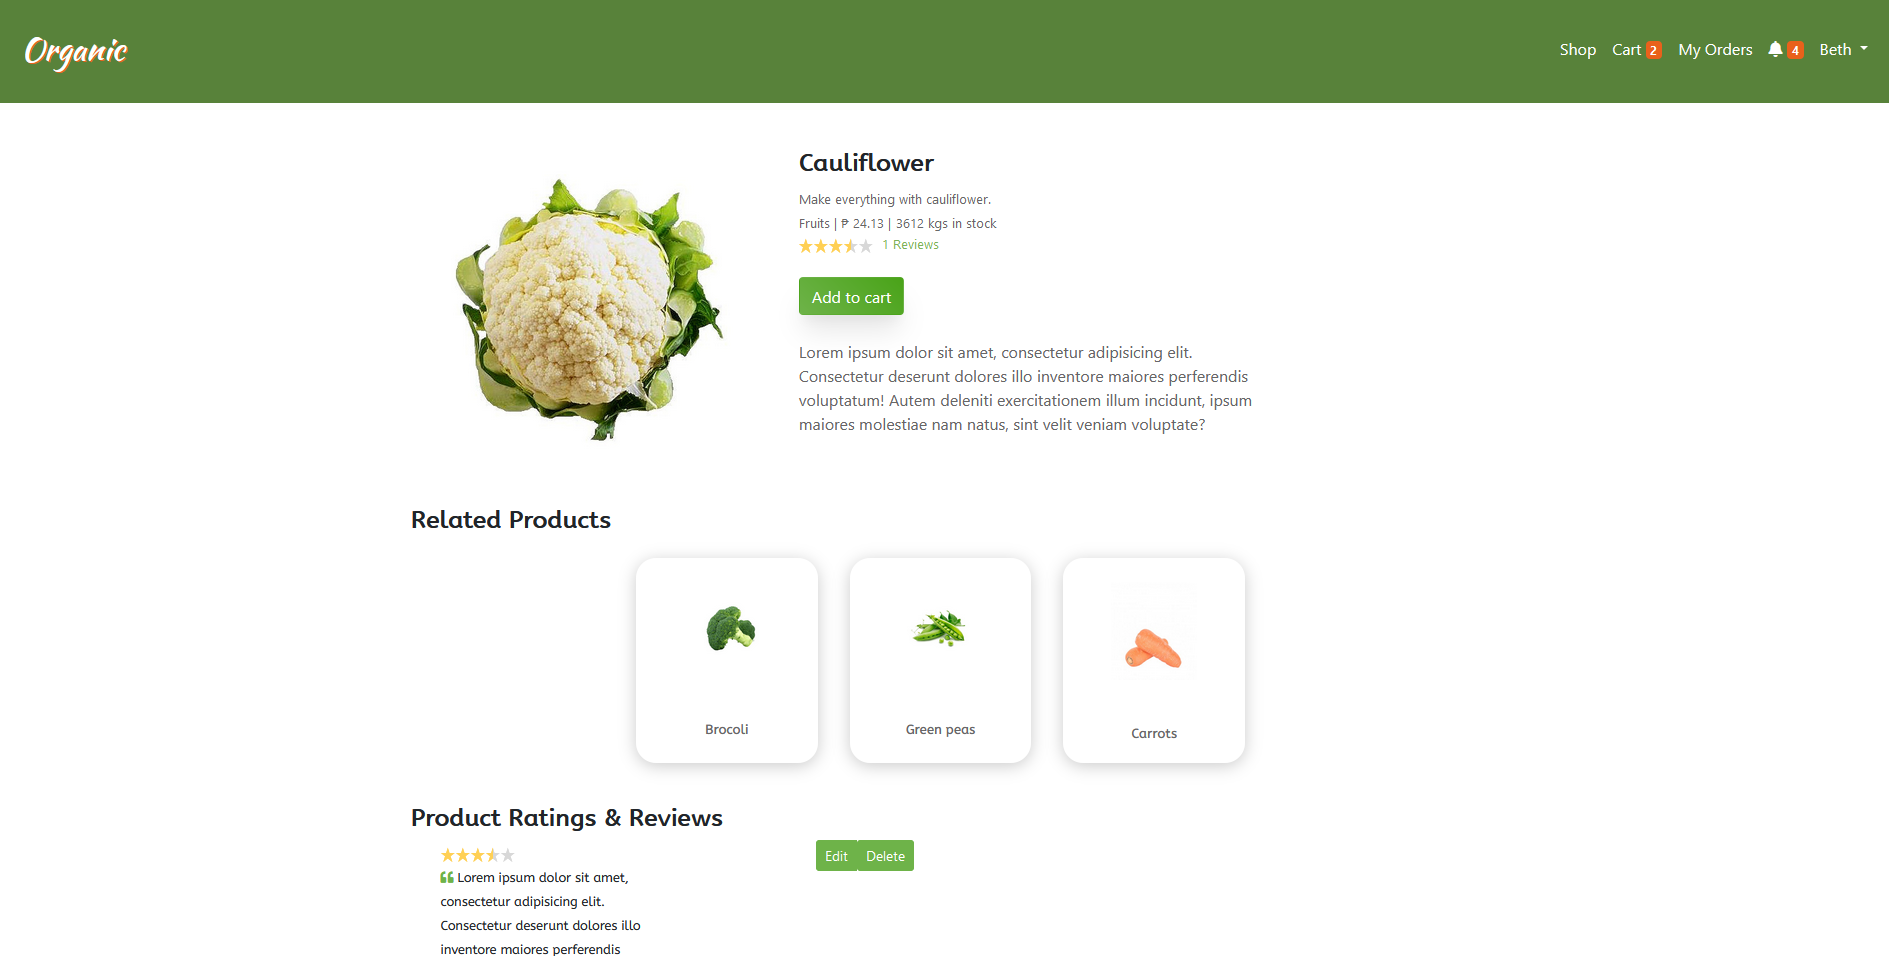 Organic
Shop Cart 2 My Orders 4 Beth
Cauliflower
Make everything with cauliflower.
Fruits | ₱ 24.13 | 3612 kgs in stock
1 Reviews
Add to cart
Lorem ipsum dolor sit amet, consectetur adipisicing elit.
Consectetur deserunt dolores illo inventore maiores perferendis
voluptatum! Autem deleniti exercitationem illum incidunt, ipsum
maiores molestiae nam natus, sint velit veniam voluptate?
Related Products
Brocoli
Green peas
Carrots
Product Ratings & Reviews
Edit Delete
❝ Lorem ipsum dolor sit amet,
consectetur adipisicing elit.
Consectetur deserunt dolores illo
inventore maiores perferendis